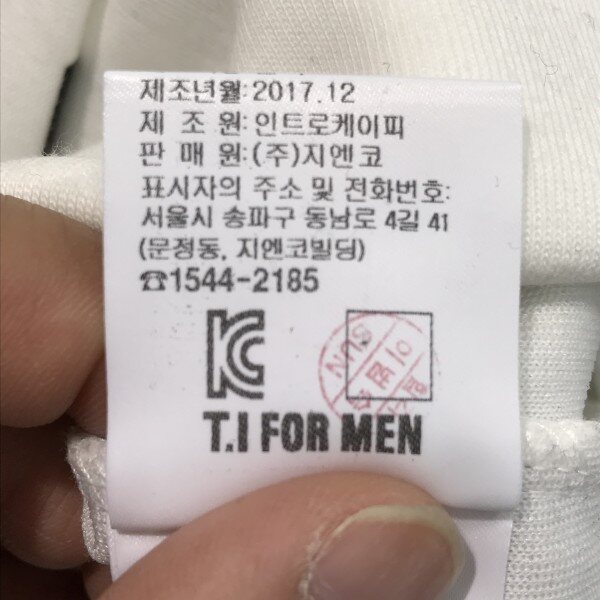 제조년월:2017.12
제 조 원:인트로케이피
판 매 원:(주)지엔코
표시자의 주소 및 전화번호:
서울시 송파구 동남로 4길 41
(문정동, 지엔코빌딩)
☎1544-2185
KC
T.I FOR MEN